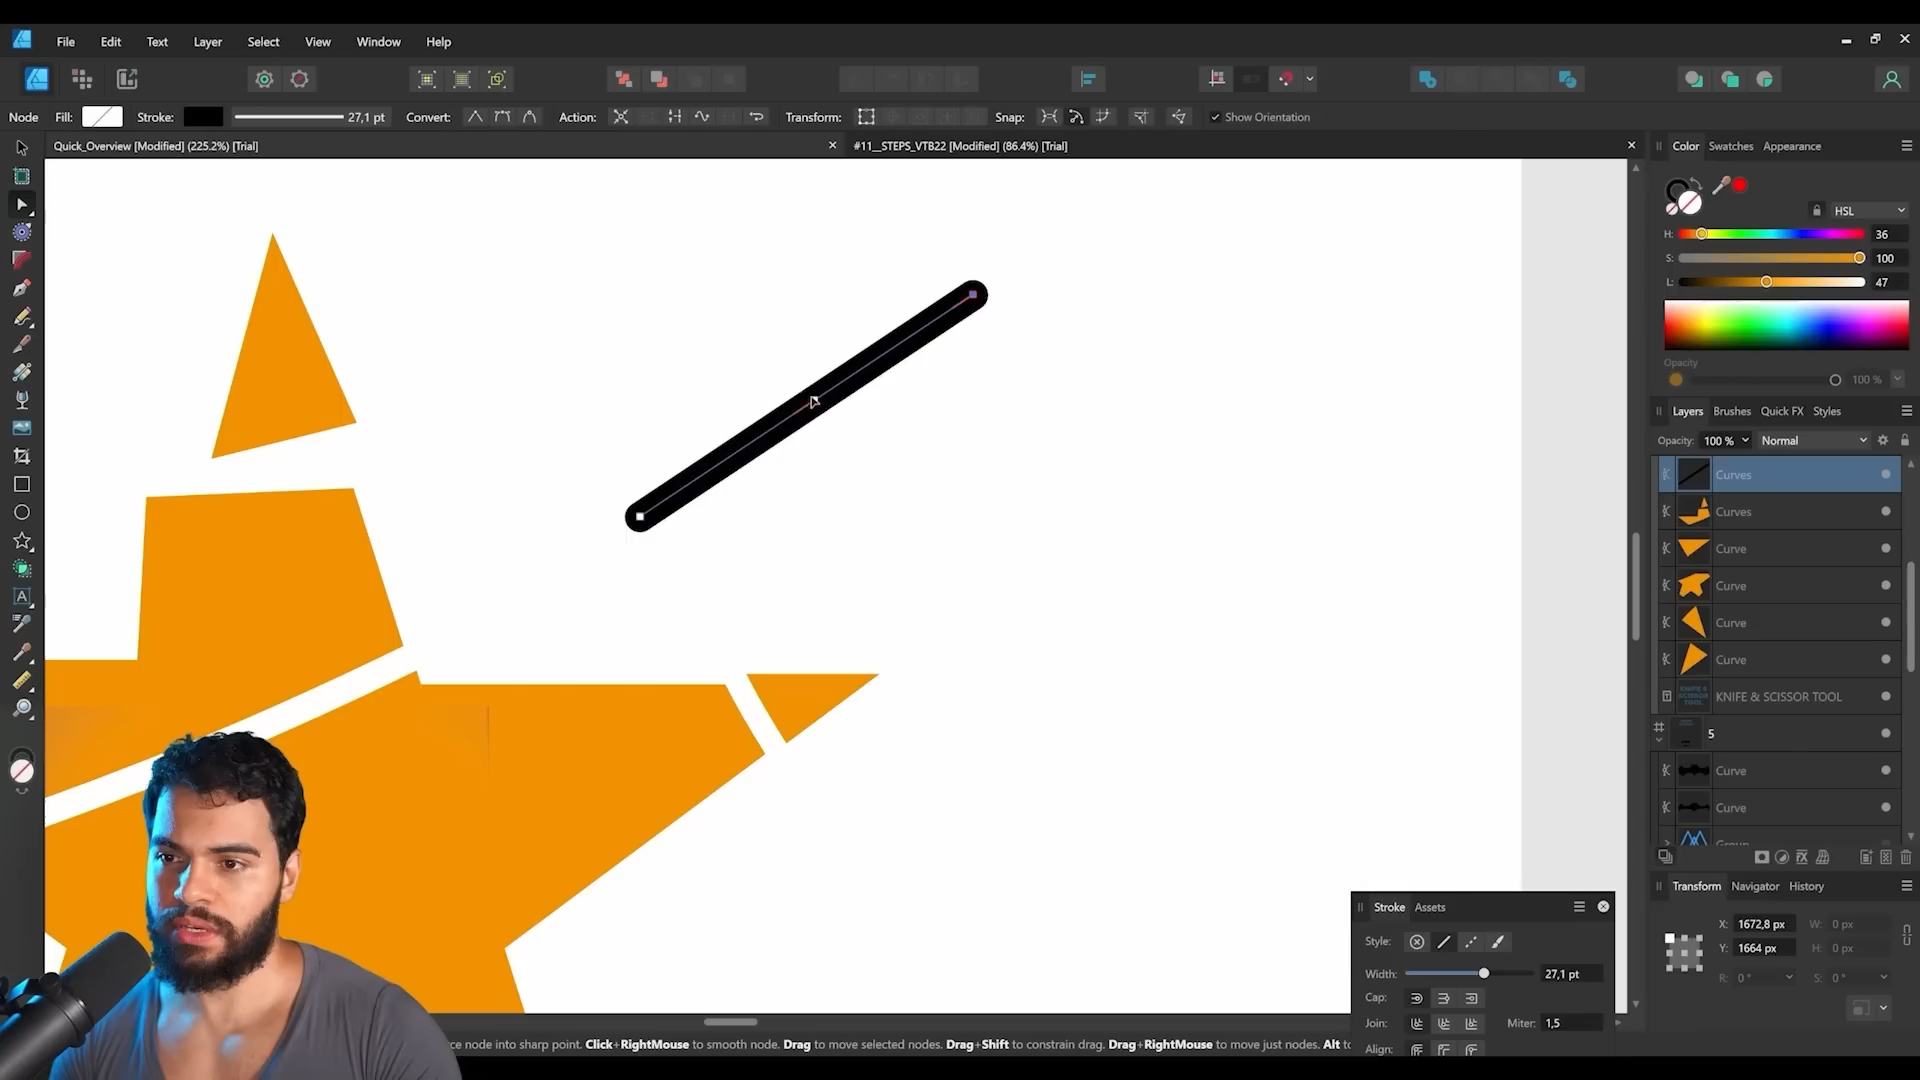 File Edit Text Layer Select View Window Help
Node Fill: Stroke: 27,1 pt Convert: Action: Transform: Snap: Show Orientation
Quick_Overview [Modified] (225.2%) [Trial] #11__STEPS_VTB22 [Modified] (86.4%) [Trial]
Color Swatches Appearance
HSL
H: 36
S: 100
L: 47
Opacity
100 %
Layers Brushes Quick FX Styles
Opacity: 100 % Normal
Curves
Curves
Curve
Curve
Curve
Curve
KNIFE & SCISSOR TOOL
KNIFE & SCISSOR TOOL
5
Curve
Curve
Transform Navigator History
X: 1672,8 px W: 0 px
Y: 1664 px H: 0 px
R: 0° S: 0°
Stroke Assets
Style:
Width: 27,1 pt
Cap:
Join: Miter: 1,5
Align:
ce node into sharp point. Click+RightMouse to smooth node. Drag to move selected nodes. Drag+Shift to constrain drag. Drag+RightMouse to move just nodes. Alt to